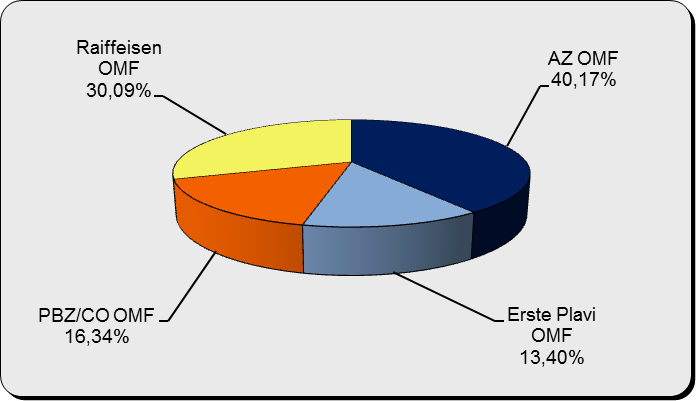 Raiffeisen
OMF
30,09%
AZ OMF
40,17%
PBZ/CO OMF
16,34%
Erste Plavi
OMF
13,40%